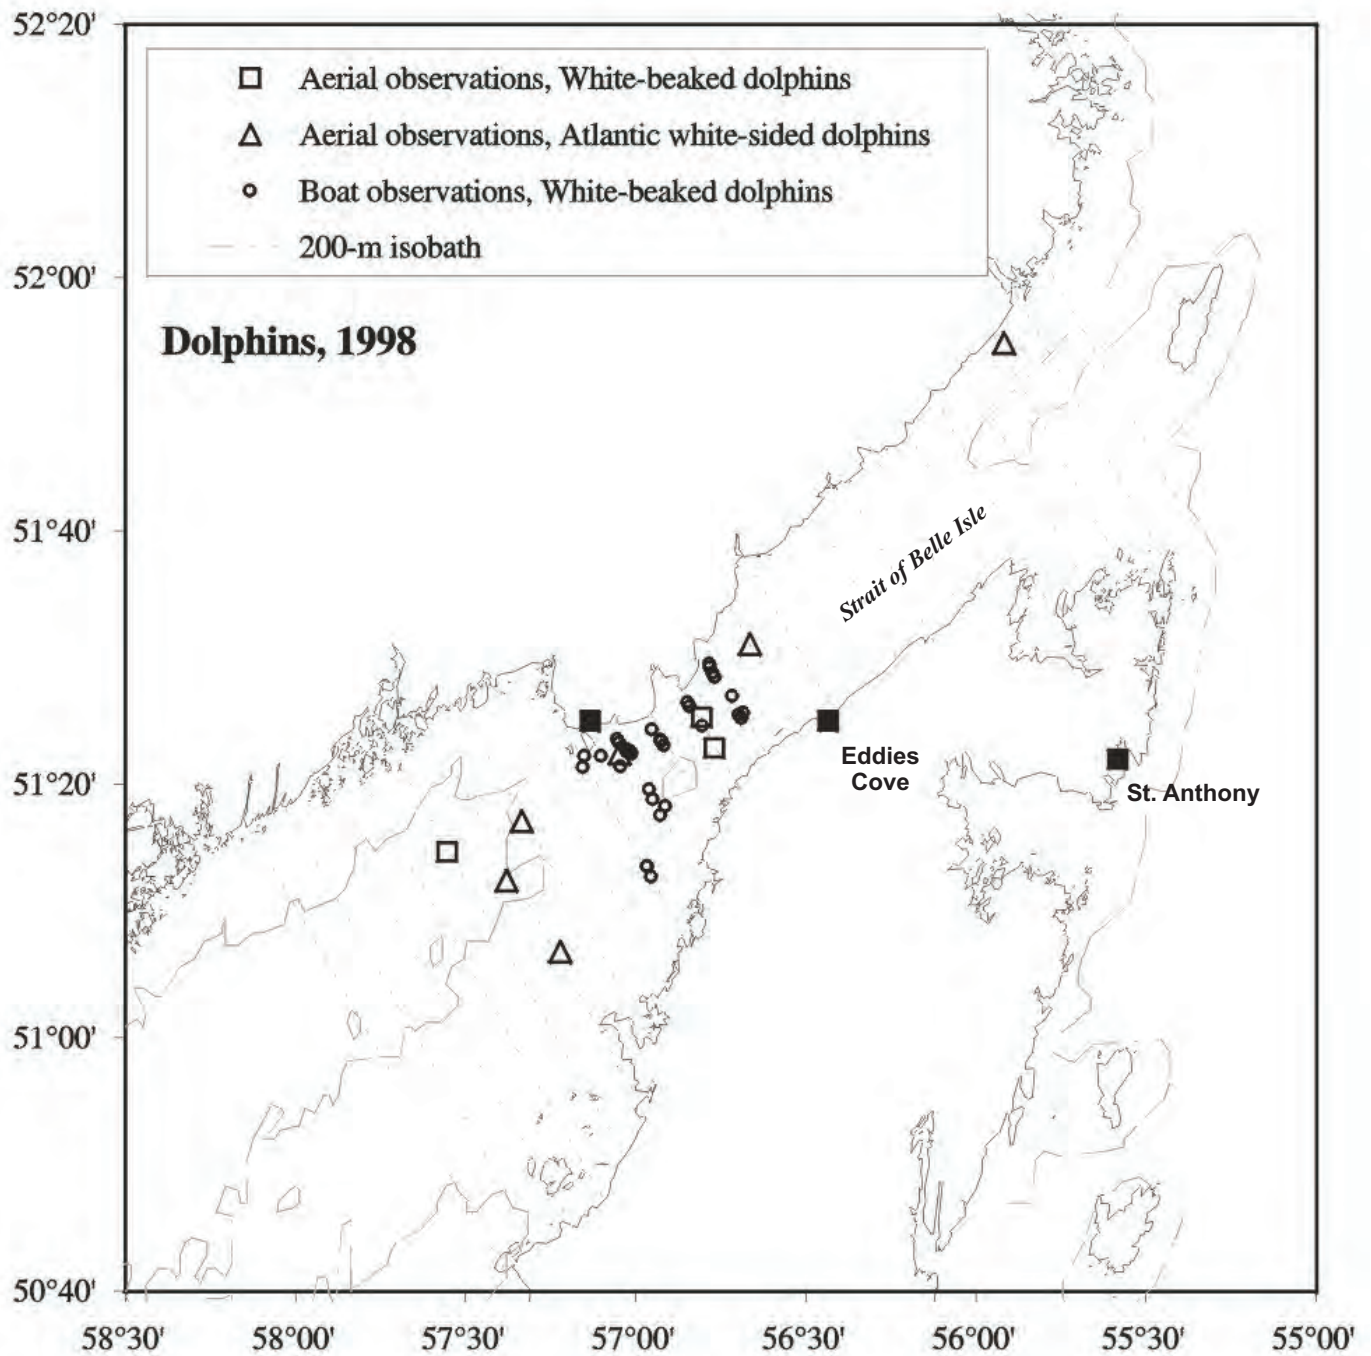 52°20'
Aerial observations, White-beaked dolphins
Aerial observations, Atlantic white-sided dolphins
Boat observations, White-beaked dolphins
200-m isobath
52°00'
Dolphins, 1998
51°40'
Strait of Belle Isle
Eddies
Cove
51°20'
St. Anthony
51°00'
50°40'
58°30' 58°00' 57°30' 57°00' 56°30' 56°00' 55°30' 55°00'